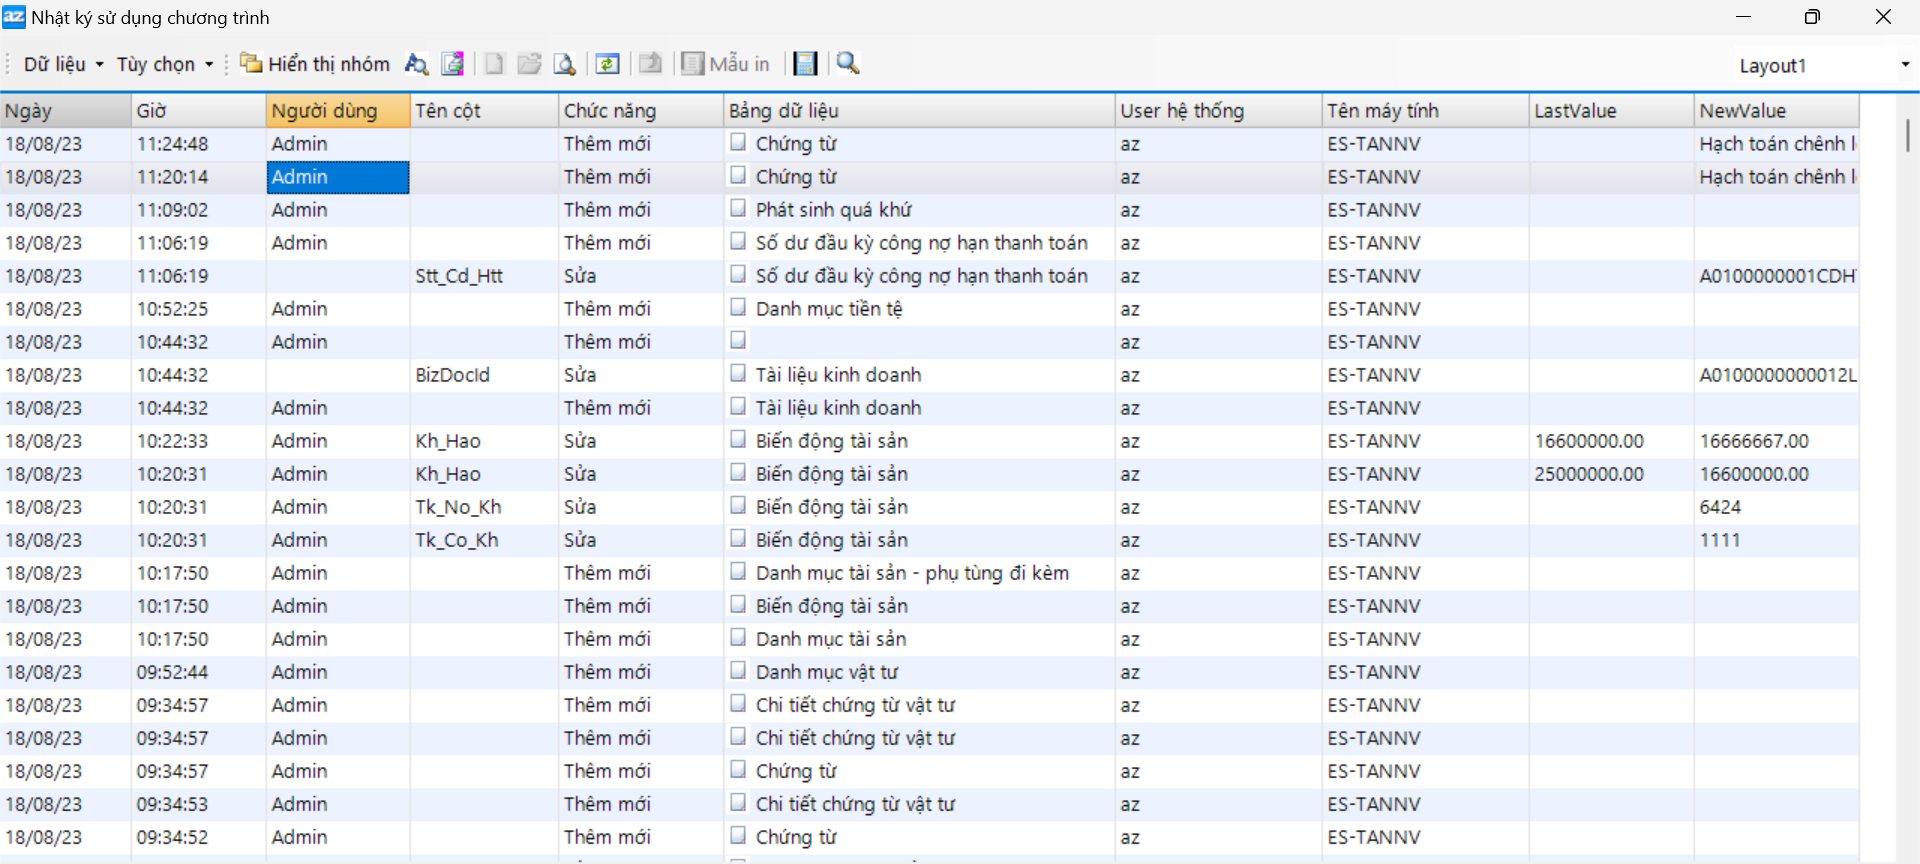 az Nhật ký sử dụng chương trình
Dữ liệu Tùy chọn Hiển thị nhóm Mẫu in Layout1
Ngày Giờ Người dùng Tên cột Chức năng Bảng dữ liệu User hệ thống Tên máy tính LastValue NewValue
18/08/23 11:24:48 Admin Thêm mới Chứng từ az ES-TANNV Hạch toán chênh l
18/08/23 11:20:14 Admin Thêm mới Chứng từ az ES-TANNV Hạch toán chênh l
18/08/23 11:09:02 Admin Thêm mới Phát sinh quá khứ az ES-TANNV
18/08/23 11:06:19 Admin Thêm mới Số dư đầu kỳ công nợ hạn thanh toán az ES-TANNV
18/08/23 11:06:19 Stt_Cd_Htt Sửa Số dư đầu kỳ công nợ hạn thanh toán az ES-TANNV A0100000001CDH
18/08/23 10:52:25 Admin Thêm mới Danh mục tiền tệ az ES-TANNV
18/08/23 10:44:32 Admin Thêm mới az ES-TANNV
18/08/23 10:44:32 BizDocId Sửa Tài liệu kinh doanh az ES-TANNV A0100000000012L
18/08/23 10:44:32 Admin Thêm mới Tài liệu kinh doanh az ES-TANNV
18/08/23 10:22:33 Admin Kh_Hao Sửa Biến động tài sản az ES-TANNV 16600000.00 16666667.00
18/08/23 10:20:31 Admin Kh_Hao Sửa Biến động tài sản az ES-TANNV 25000000.00 16600000.00
18/08/23 10:20:31 Admin Tk_No_Kh Sửa Biến động tài sản az ES-TANNV 6424
18/08/23 10:20:31 Admin Tk_Co_Kh Sửa Biến động tài sản az ES-TANNV 1111
18/08/23 10:17:50 Admin Thêm mới Danh mục tài sản - phụ tùng đi kèm az ES-TANNV
18/08/23 10:17:50 Admin Thêm mới Biến động tài sản az ES-TANNV
18/08/23 10:17:50 Admin Thêm mới Danh mục tài sản az ES-TANNV
18/08/23 09:52:44 Admin Thêm mới Danh mục vật tư az ES-TANNV
18/08/23 09:34:57 Admin Thêm mới Chi tiết chứng từ vật tư az ES-TANNV
18/08/23 09:34:57 Admin Thêm mới Chi tiết chứng từ vật tư az ES-TANNV
18/08/23 09:34:57 Admin Thêm mới Chứng từ az ES-TANNV
18/08/23 09:34:53 Admin Thêm mới Chi tiết chứng từ vật tư az ES-TANNV
18/08/23 09:34:52 Admin Thêm mới Chứng từ az ES-TANNV